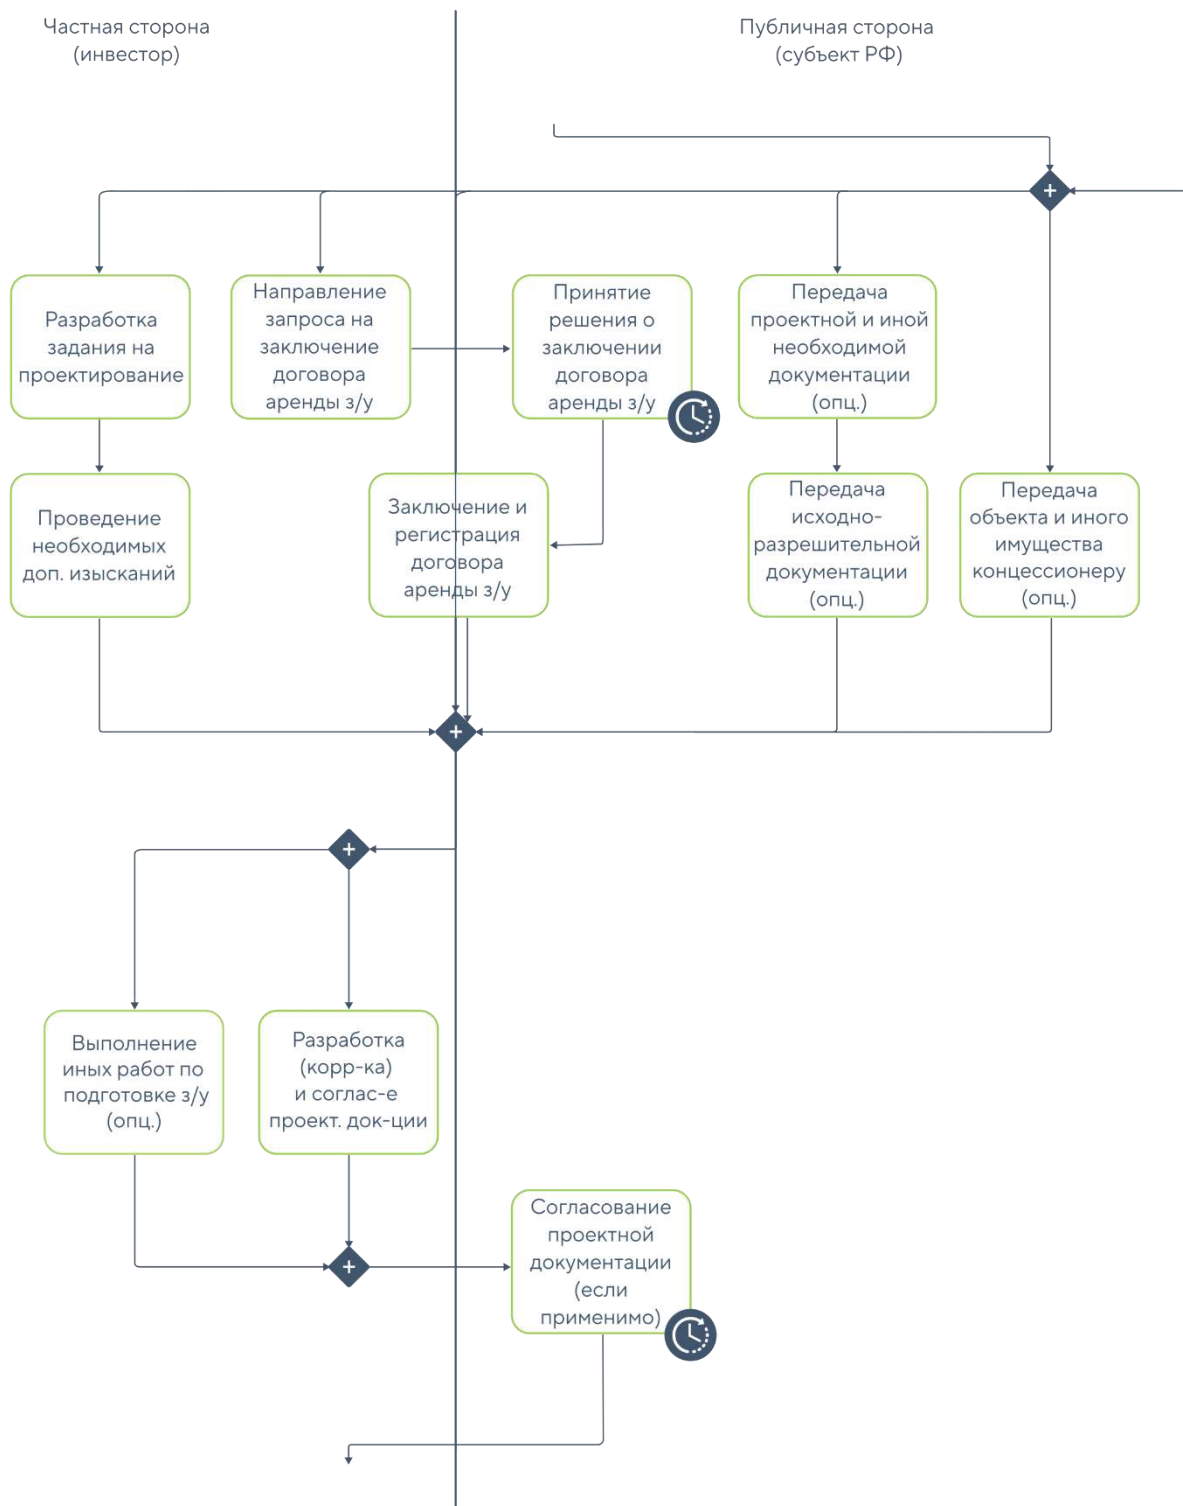 Частная сторона
(инвестор)
Публичная сторона
(субъект РФ)
+
Разработка
задания на
проектирование
Направление
запроса на
заключение
договора
аренды з/у
Принятие
решения о
заключении
договора
аренды з/у
Передача
проектной и иной
необходимой
документации
(опц.)
Проведение
необходимых
доп. изысканий
Заключение и
регистрация
договора
аренды з/у
Передача
исходно-
разрешительной
документации
(опц.)
Передача
объекта и иного
имущества
концессионеру
(опц.)
+
+
Выполнение
иных работ по
подготовке з/у
(опц.)
Разработка
(корр-ка)
и соглас-е
проект. док-ции
+
Согласование
проектной
документации
(если
применимо)